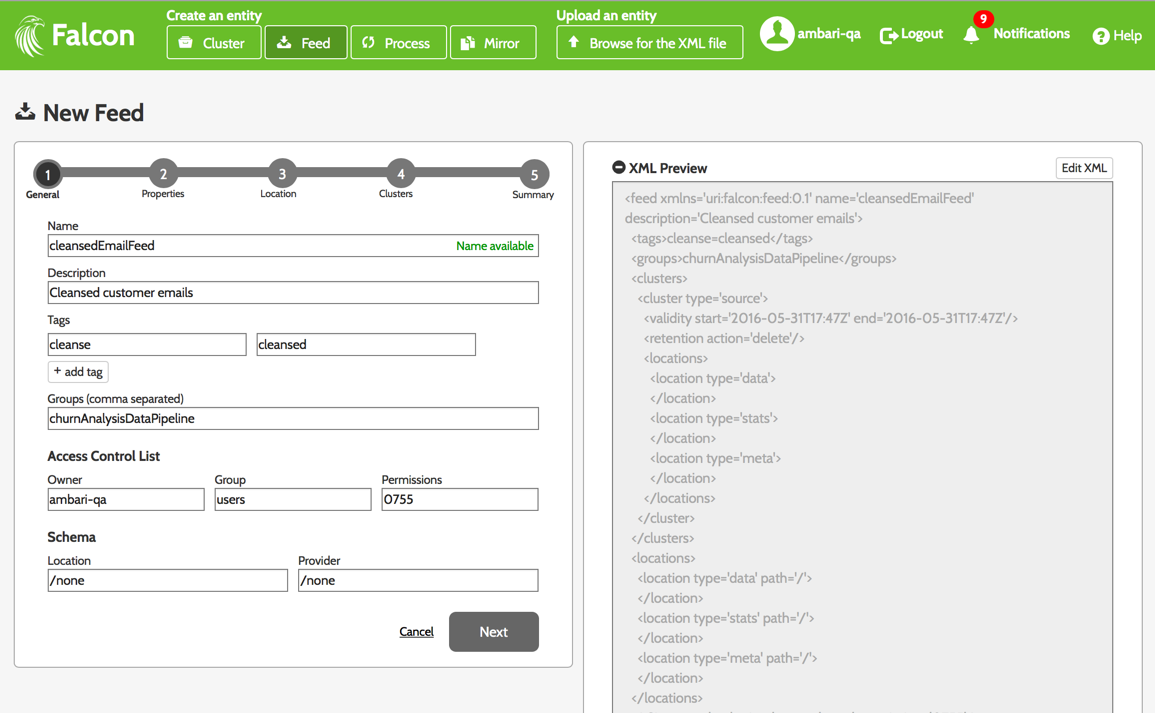 Falcon
Create an entity
Cluster
Feed
Process
Mirror
Upload an entity
Browse for the XML file
ambari-qa
Logout
9
Notifications
? Help
New Feed
1
2
3
4
5
General
Properties
Location
Clusters
Summary
Name
cleansedEmailFeed
Name available
Description
Cleansed customer emails
Tags
cleanse
cleansed
+ add tag
Groups (comma separated)
churnAnalysisDataPipeline
Access Control List
Owner
Group
Permissions
ambari-qa
users
0755
Schema
Location
Provider
/none
/none
Cancel
Next
XML Preview
Edit XML
<feed xmlns='uri:falcon:feed:0.1' name='cleansedEmailFeed'
description='Cleansed customer emails'>
<tags>cleanse=cleansed</tags>
<groups>churnAnalysisDataPipeline</groups>
<clusters>
<cluster type='source'>
<validity start='2016-05-31T17:47Z' end='2016-05-31T17:47Z'/>
<retention action='delete'/>
<locations>
<location type='data'>
</location>
<location type='stats'>
</location>
<location type='meta'>
</location>
</locations>
</cluster>
</clusters>
<locations>
<location type='data' path='/'>
</location>
<location type='stats' path='/'>
</location>
<location type='meta' path='/'>
</location>
</locations>